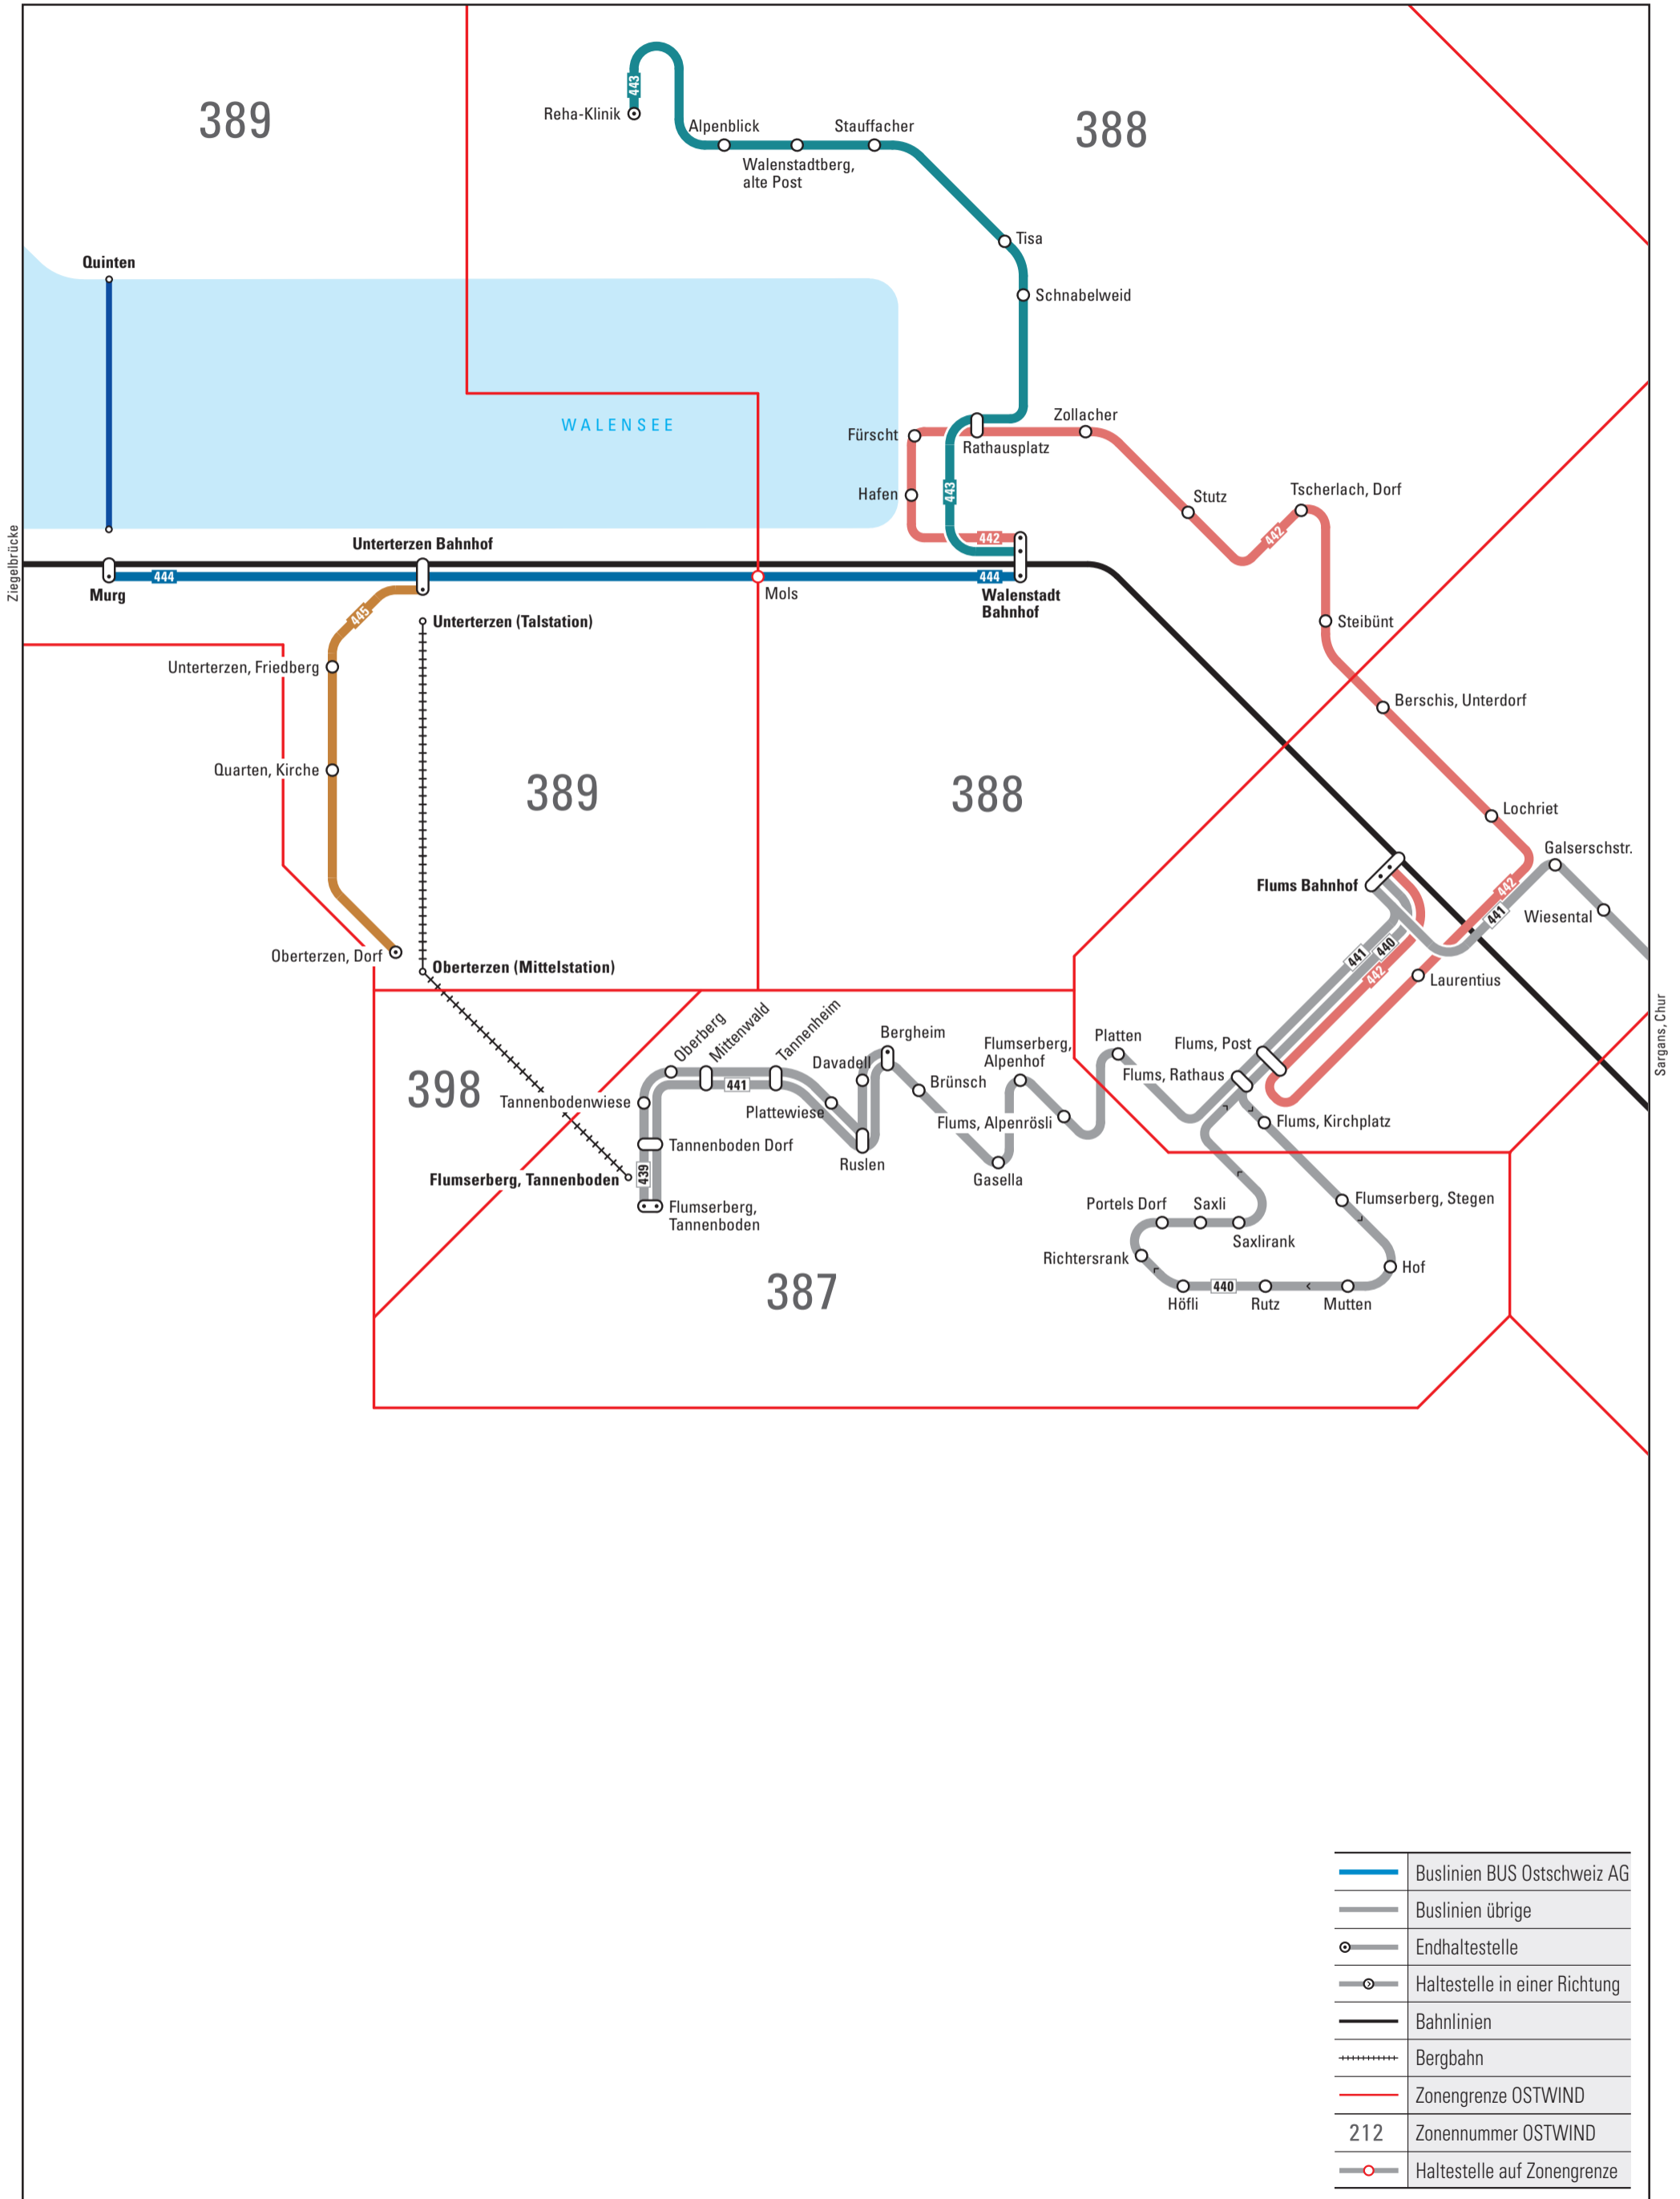 443
Reha-Klinik
389
388
Alpenblick
Stauffacher
Walenstadtberg,
alte Post
Tisa
Quinten
Schnabelweid
WALENSEE
Zollacher
Fürscht
Rathausplatz
Hafen
443
Stutz
Tscherlach, Dorf
442
442
Ziegelbrücke
Unterterzen Bahnhof
444
444
Murg
Mols
Walenstadt
Bahnhof
445
Unterterzen (Talstation)
Steibünt
Unterterzen, Friedberg
Berschis, Unterdorf
Quarten, Kirche
389
388
Lochriet
Galserschstr.
Flums Bahnhof
442
441
Wiesental
441
440
442
Oberterzen, Dorf
Oberterzen (Mittelstation)
Laurentius
Sargans, Chur
Oberberg
Mittenwald
Tannenheim
Bergheim
Flumserberg,
Alpenhof
Platten
Flums, Post
Davadell
Flums, Rathaus
398
441
Brünsch
Tannenbodenwiese
Plattewiese
Flums, Alpenrösli
Flums, Kirchplatz
Tannenboden Dorf
Ruslen
Gasella
439
Flumserberg, Tannenboden
Flumserberg,
Tannenboden
Portels Dorf
Saxli
Flumserberg, Stegen
Saxlirank
Richtersrank
Hof
387
440
Höfli
Rutz
Mutten
Buslinien BUS Ostschweiz AG
Buslinien übrige
Endhaltestelle
Haltestelle in einer Richtung
Bahnlinien
Bergbahn
Zonengrenze OSTWIND
212 Zonennummer OSTWIND
Haltestelle auf Zonengrenze